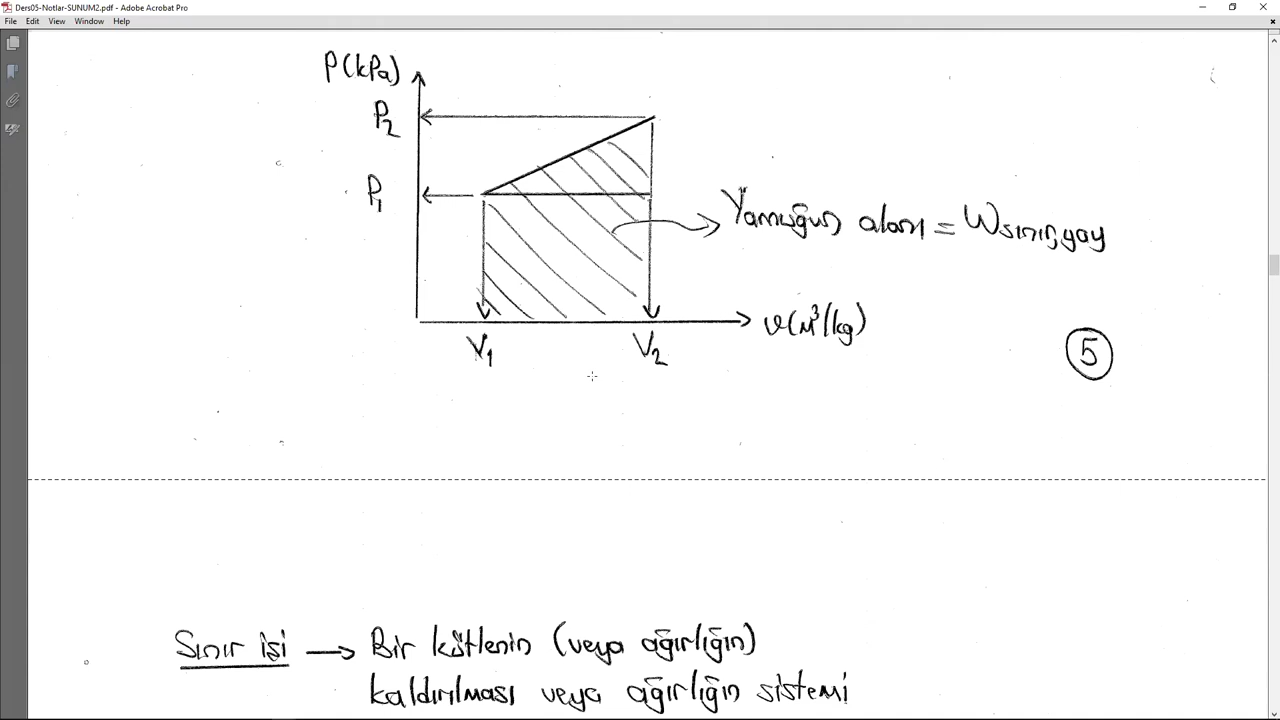 Ders05-Notlar-SUNUM2.pdf - Adobe Acrobat Pro
File Edit View Window Help
P(kPa)
P2
P1
Yamuğun alanı = Wsınır,yay
v(m³/kg)
V1 V2
5
Sınır işi → Bir kütlenin (veya ağırlığın)
kaldırılması veya ağırlığın sistemi